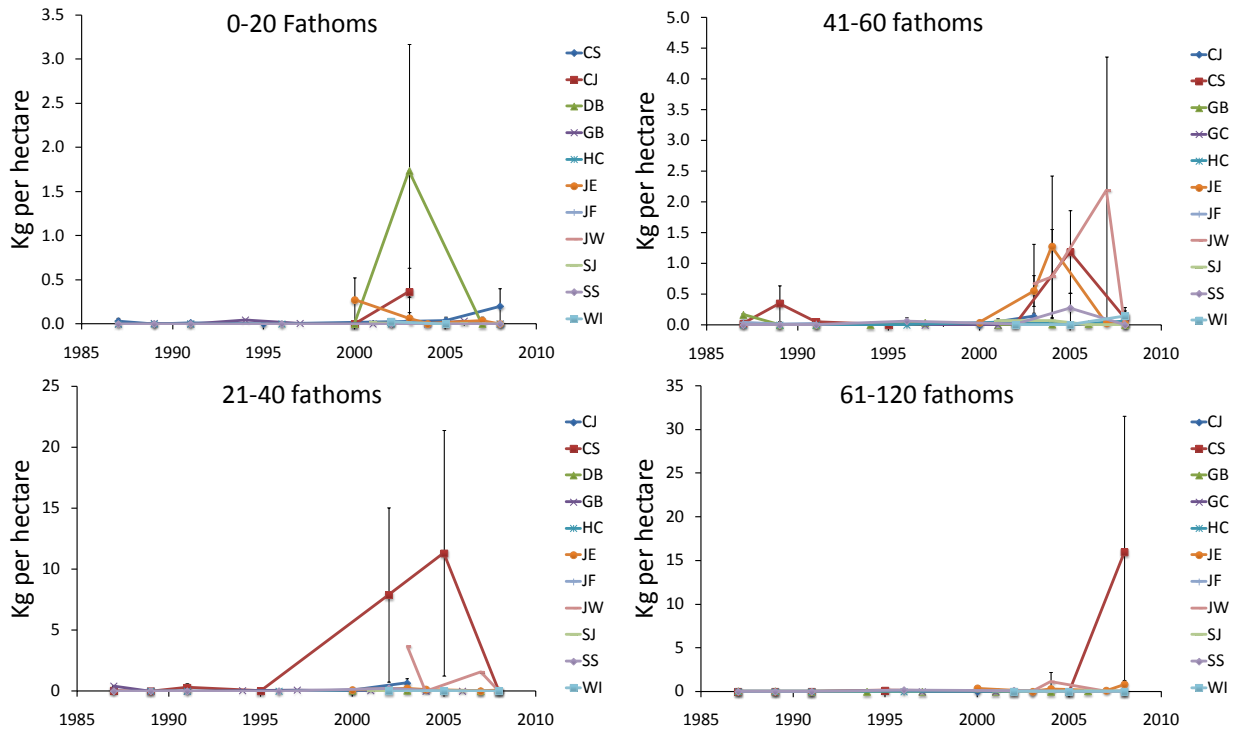 0-20 Fathoms
Kg per hectare
3.5
3.0
2.5
2.0
1.5
1.0
0.5
0.0
1985 1990 1995 2000 2005 2010
CS
CJ
DB
GB
HC
JE
JF
JW
SJ
SS
WI
41-60 fathoms
Kg per hectare
5.0
4.5
4.0
3.5
3.0
2.5
2.0
1.5
1.0
0.5
0.0
1985 1990 1995 2000 2005 2010
CJ
CS
GB
GC
HC
JE
JF
JW
SJ
SS
WI
21-40 fathoms
Kg per hectare
25
20
15
10
5
0
1985 1990 1995 2000 2005 2010
CJ
CS
DB
GB
HC
JE
JF
JW
SJ
SS
WI
61-120 fathoms
Kg per hectare
35
30
25
20
15
10
5
0
1985 1990 1995 2000 2005 2010
CJ
CS
GB
GC
HC
JE
JF
JW
SJ
SS
WI